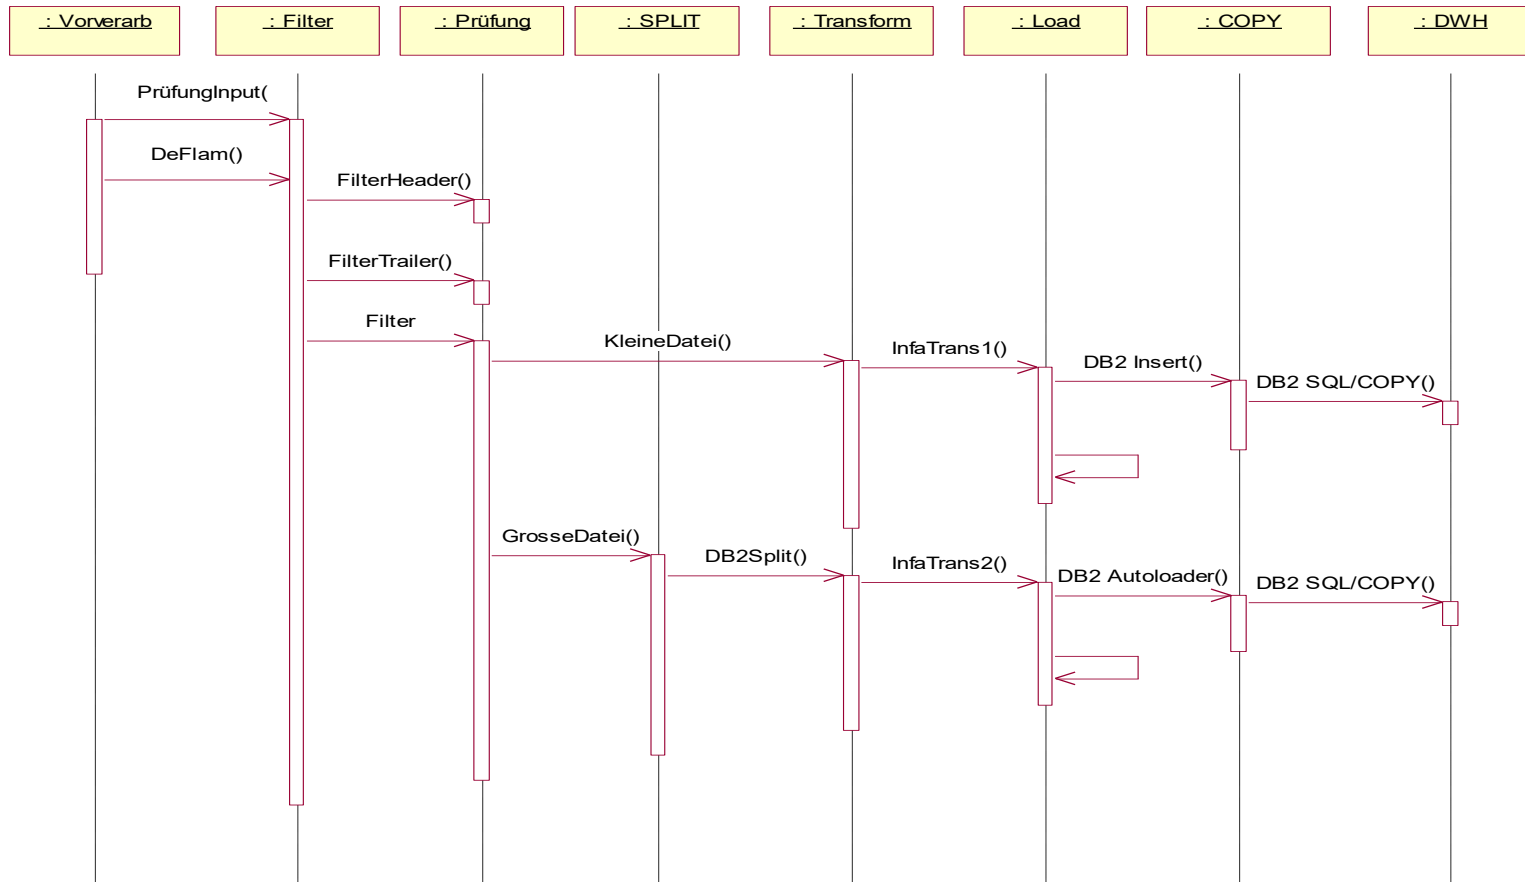 : Vorverarb
: Filter
: Prüfung
: SPLIT
: Transform
: Load
: COPY
: DWH
PrüfungInput(
DeFlam()
FilterHeader()
FilterTrailer()
Filter
KleineDatei()
InfaTrans1()
DB2 Insert()
DB2 SQL/COPY()
GrosseDatei()
DB2Split()
InfaTrans2()
DB2 Autoloader()
DB2 SQL/COPY()